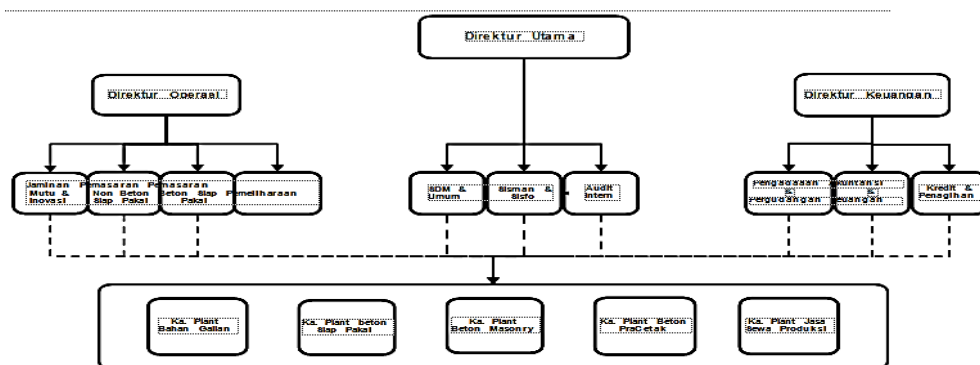 Direktur Utama
Direktur Operasi
Direktur Keuangan
Jaminan
Mutu &
Inovasi
Pemasaran
Non Beton
Siap Pakai
Pemasaran
Beton Siap
Pakai
Pemeliharaan
SDM &
Umum
Sisman &
Sisfo
Audit
Intern
Pengadaaan
&
Pergudangan
Akuntansi
&
Keuangan
Kredit &
Penagihan
Ka. Plant
Bahan Galian
Ka. Plant beton
Siap Pakai
Ka. Plant
Beton Masonry
Ka. Plant Beton
PraCetak
Ka. Plant Jasa
Sewa Produksi